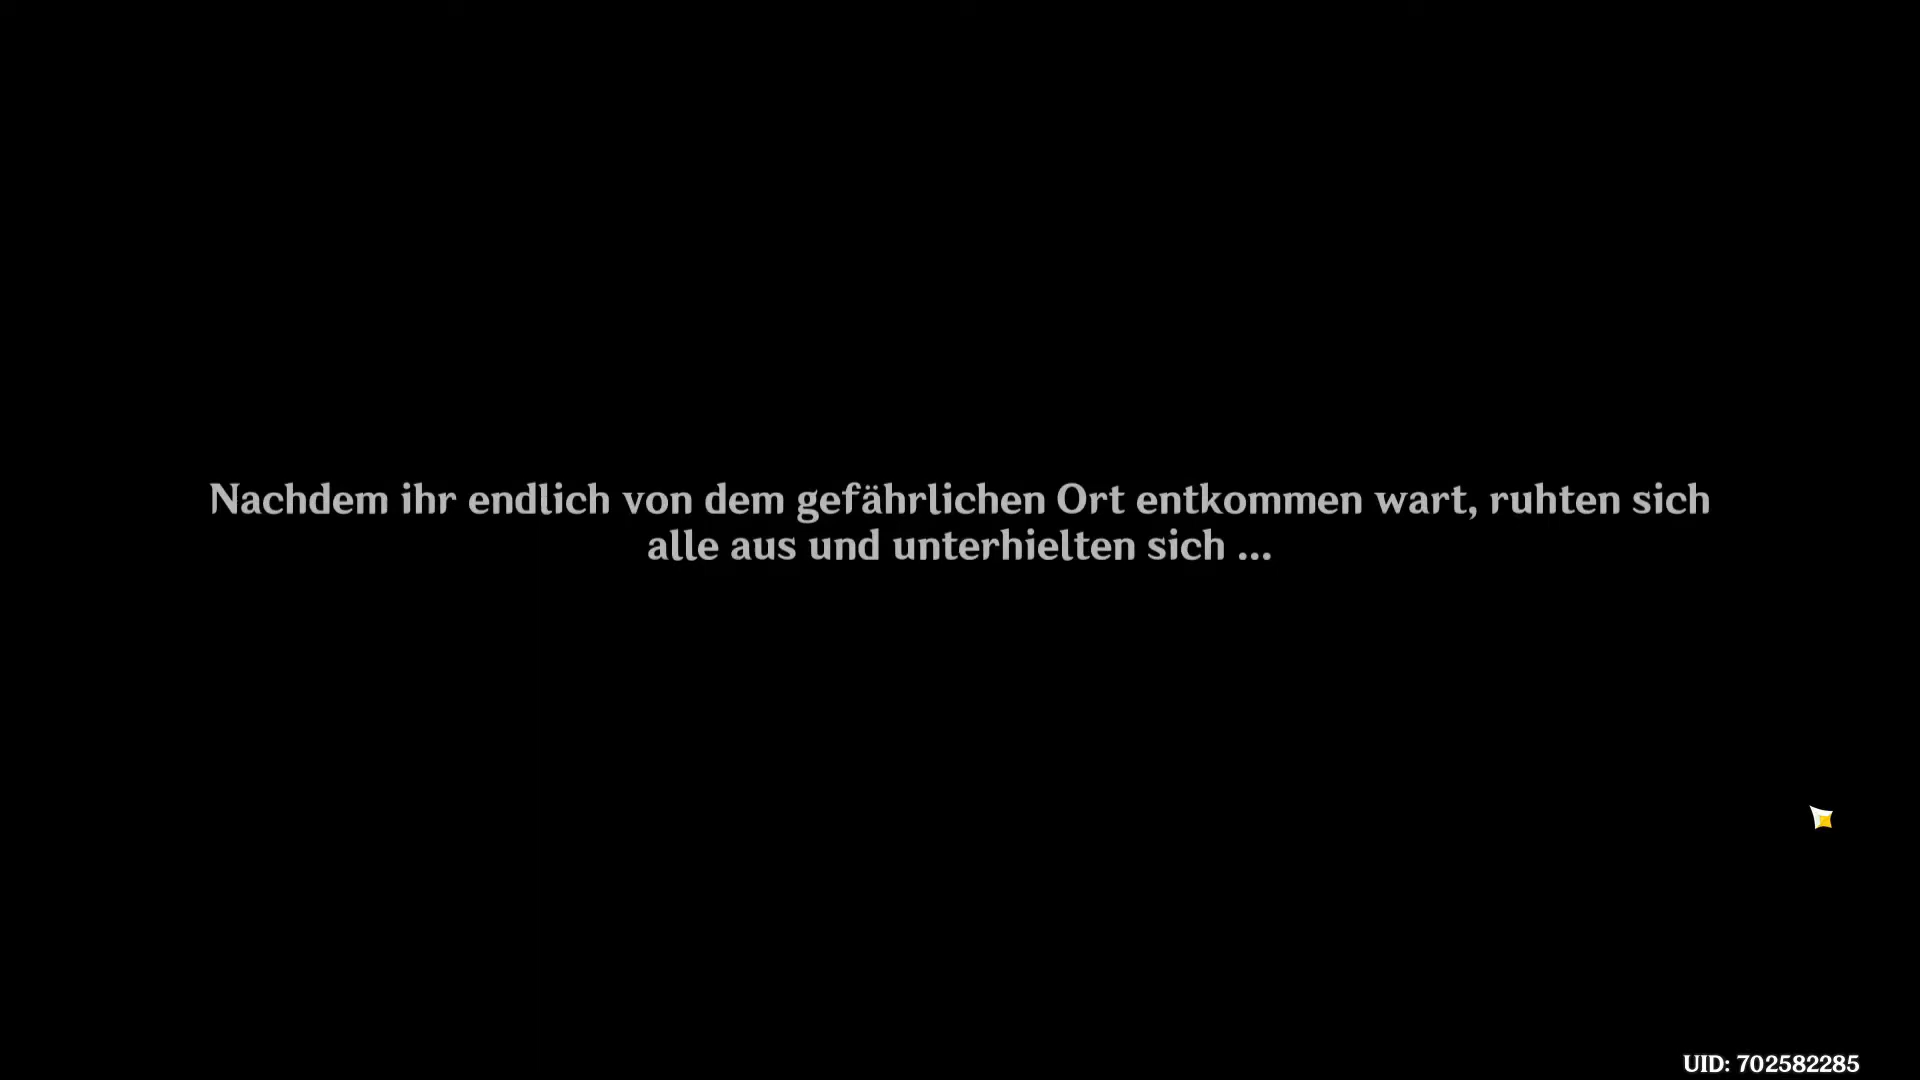 Nachdem ihr endlich von dem gefährlichen Ort entkommen wart, ruhten sich
alle aus und unterhielten sich ...
UID: 702582285